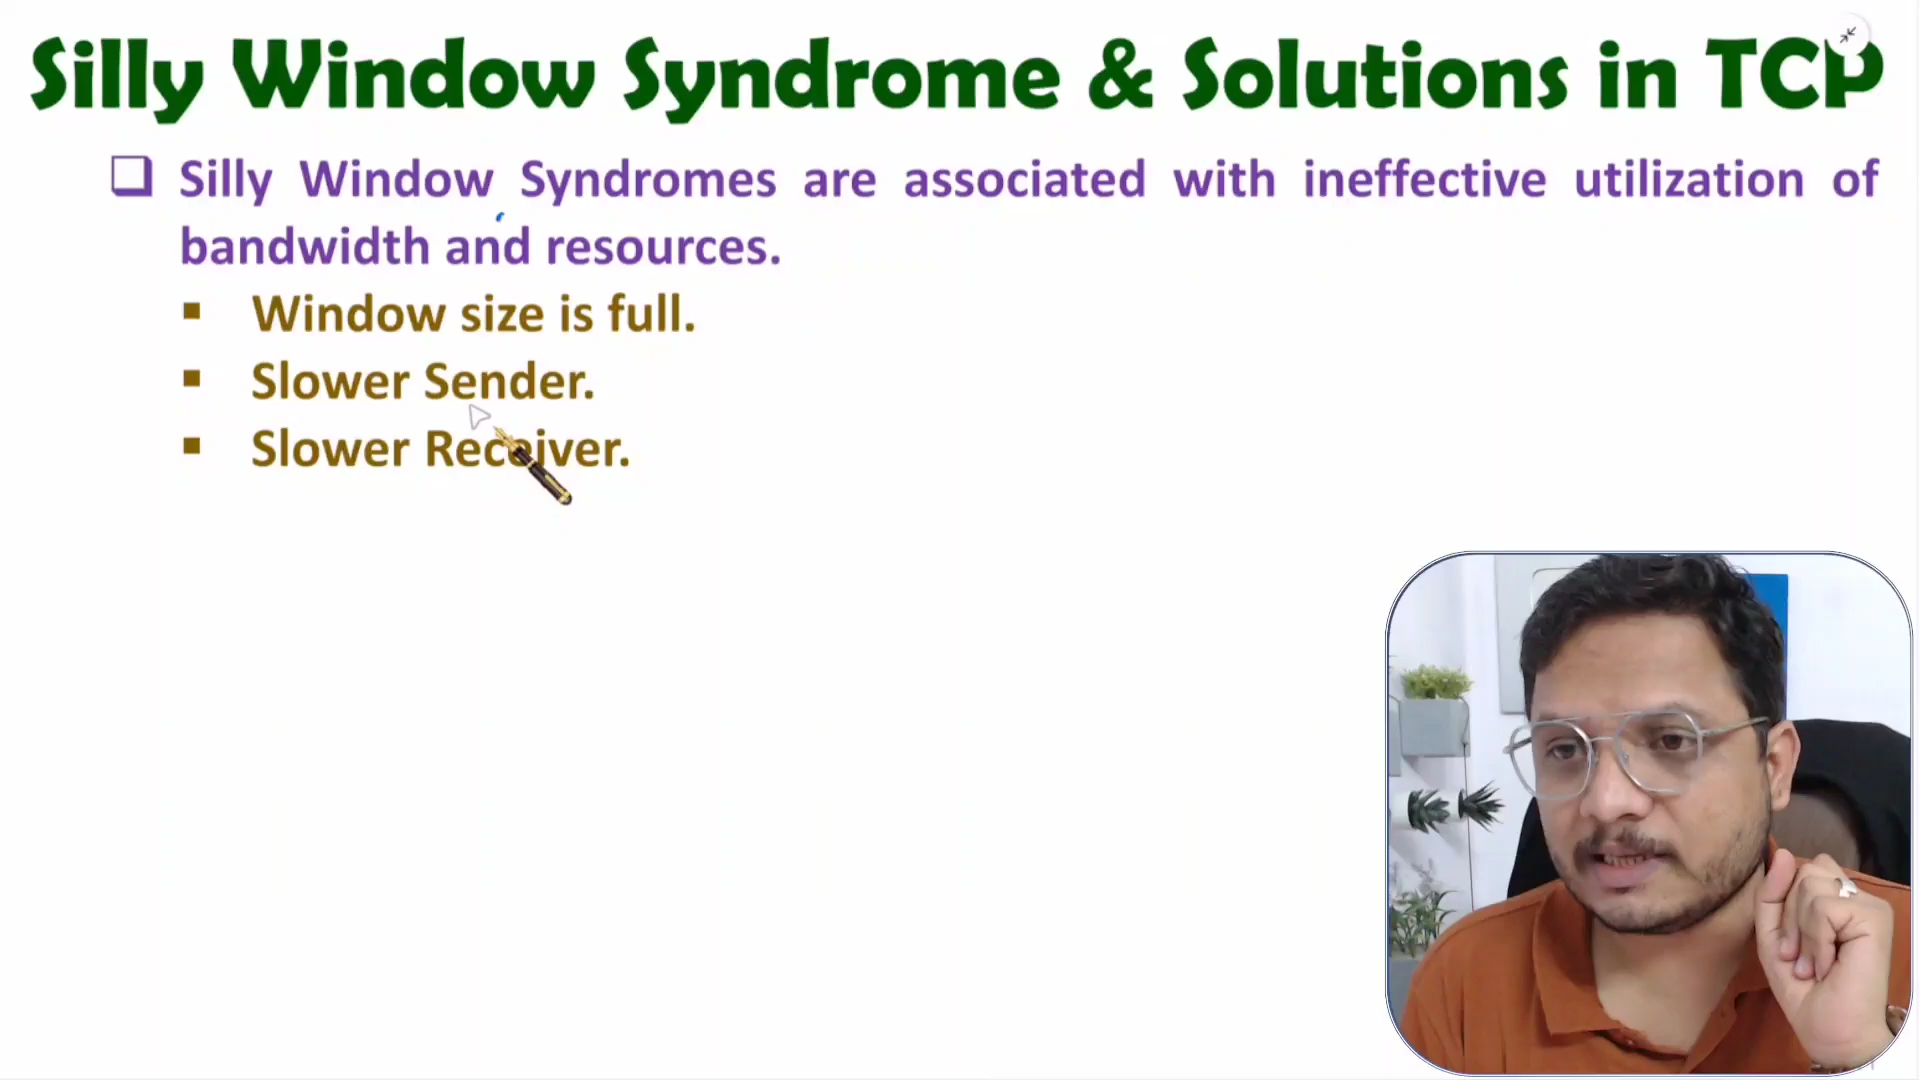 Silly Window Syndrome & Solutions in TCP
Silly Window Syndromes are associated with ineffective utilization of
bandwidth and resources.
Window size is full.
Slower Sender.
Slower Receiver.